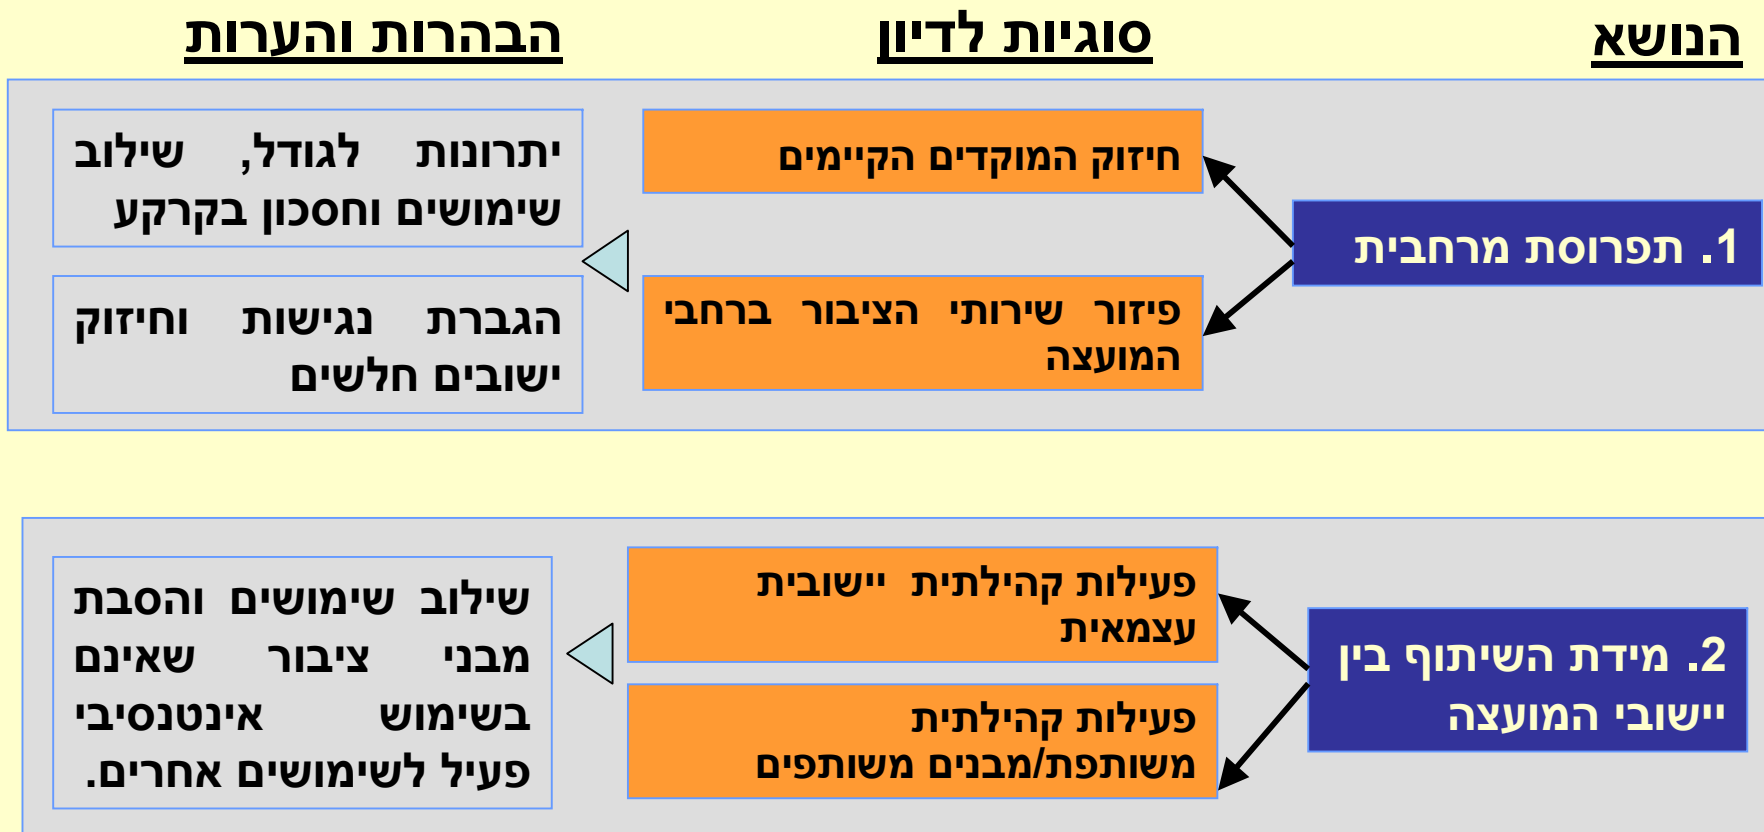 הנושא
סוגיות לדיון
הבהרות והערות
1. תפרוסת מרחבית
חיזוק המוקדים הקיימים
פיזור שירותי הציבור ברחבי
המועצה
יתרונות לגודל, שילוב
שימושים וחסכון בקרקע
הגברת נגישות וחיזוק
ישובים חלשים
2. מידת השיתוף בין
יישובי המועצה
פעילות קהילתית יישובית
עצמאית
פעילות קהילתית
משותפת/מבנים משותפים
שילוב שימושים והסבת
מבני ציבור שאינם
בשימוש אינטנסיבי
פעיל לשימושים אחרים.